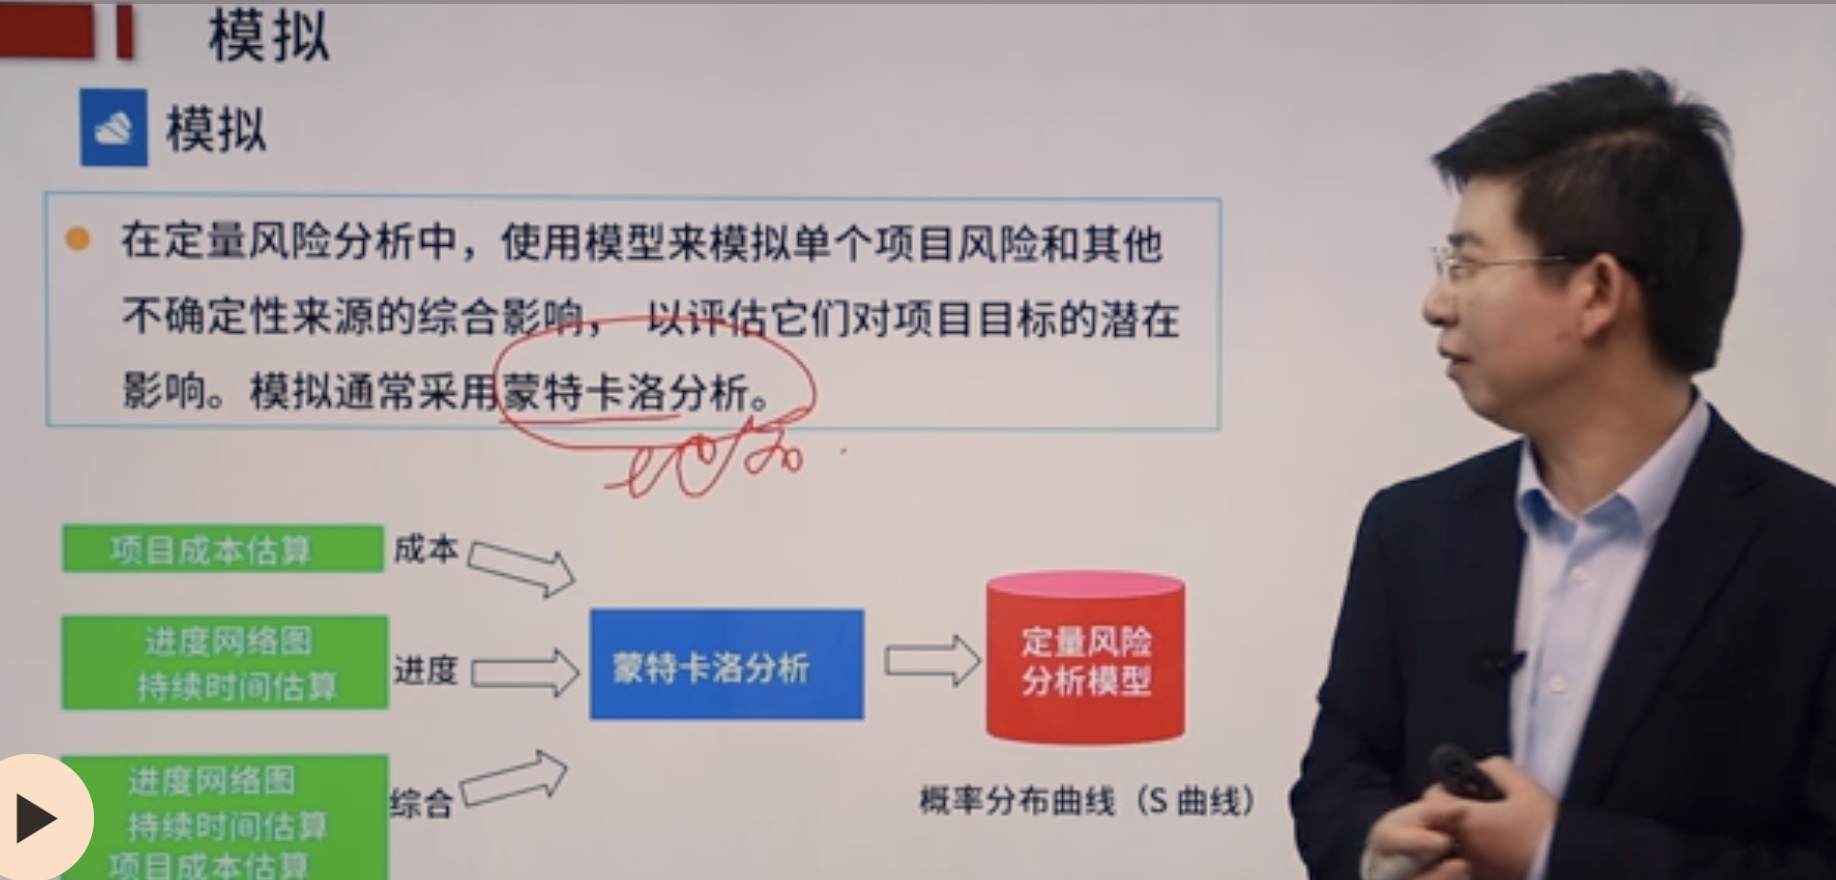 模拟
模拟
在定量风险分析中，使用模型来模拟单个项目风险和其他
不确定性来源的综合影响， 以评估它们对项目目标的潜在
影响。模拟通常采用蒙特卡洛分析。
项目成本估算 成本
进度网络图
持续时间估算
进度
蒙特卡洛分析
定量风险
分析模型
进度网络图
持续时间估算
项目成本估算
综合
概率分布曲线（S 曲线）